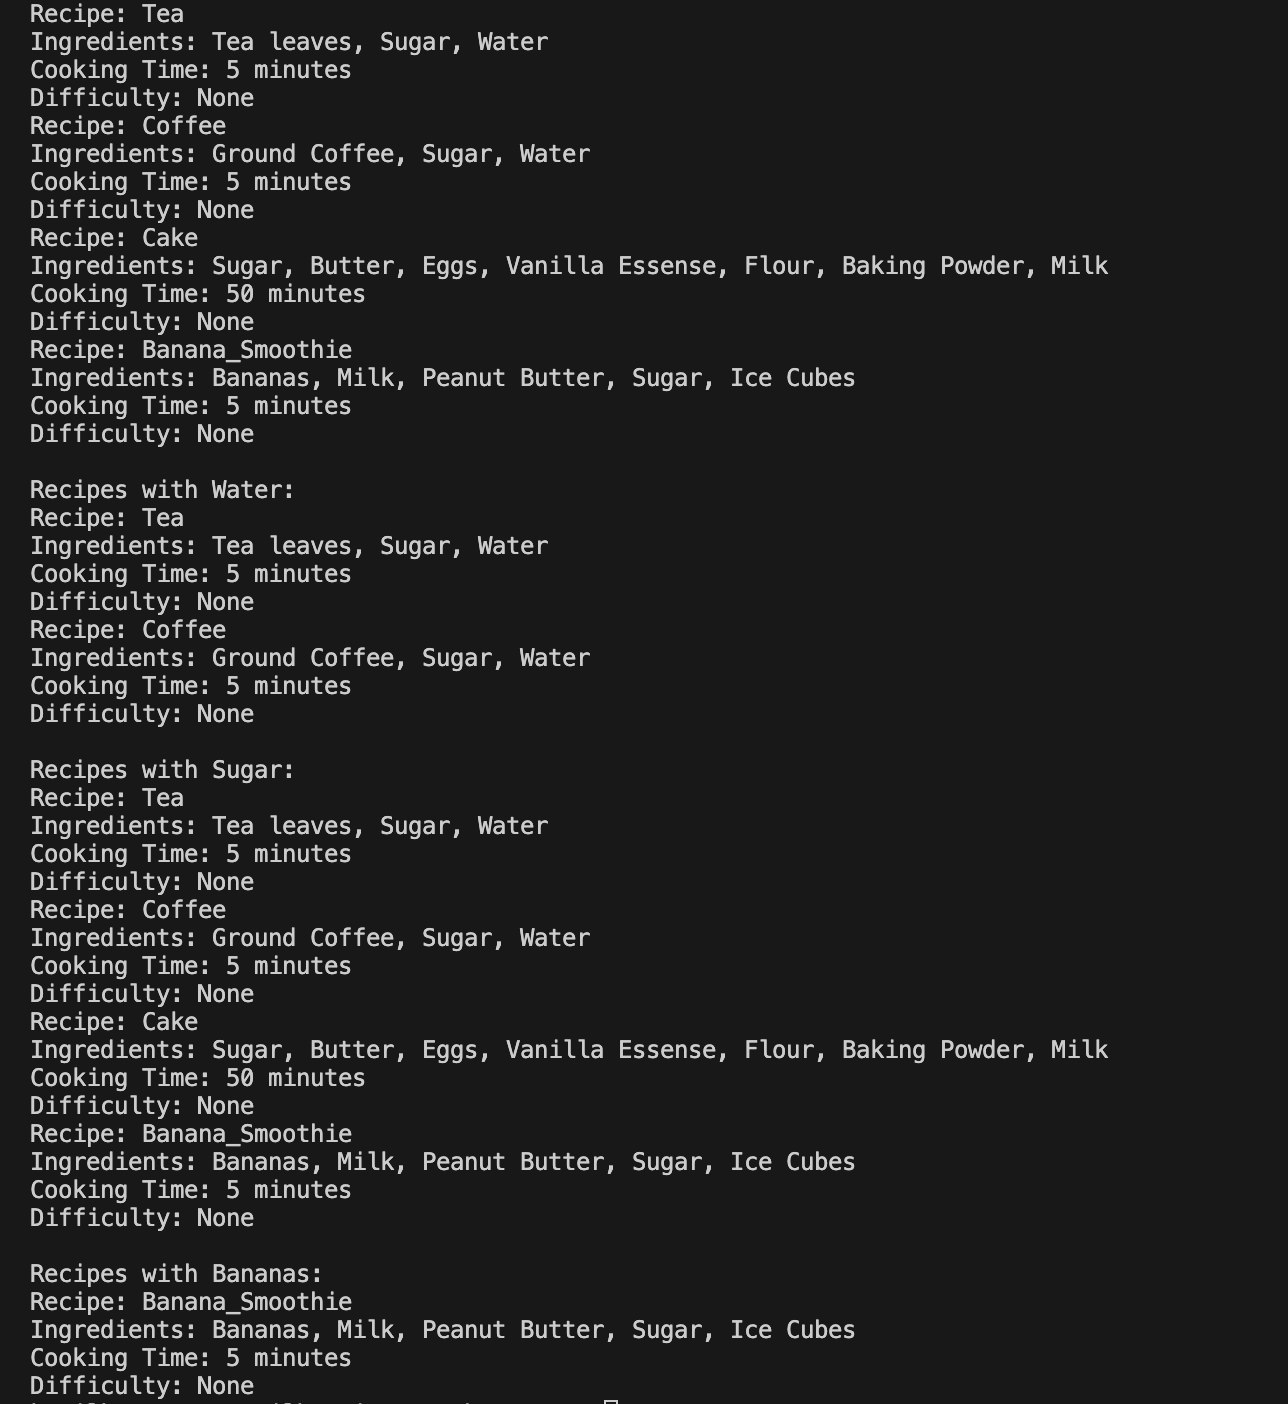 Recipe: Tea
Ingredients: Tea leaves, Sugar, Water
Cooking Time: 5 minutes
Difficulty: None
Recipe: Coffee
Ingredients: Ground Coffee, Sugar, Water
Cooking Time: 5 minutes
Difficulty: None
Recipe: Cake
Ingredients: Sugar, Butter, Eggs, Vanilla Essense, Flour, Baking Powder, Milk
Cooking Time: 50 minutes
Difficulty: None
Recipe: Banana_Smoothie
Ingredients: Bananas, Milk, Peanut Butter, Sugar, Ice Cubes
Cooking Time: 5 minutes
Difficulty: None
Recipes with Water:
Recipe: Tea
Ingredients: Tea leaves, Sugar, Water
Cooking Time: 5 minutes
Difficulty: None
Recipe: Coffee
Ingredients: Ground Coffee, Sugar, Water
Cooking Time: 5 minutes
Difficulty: None
Recipes with Sugar:
Recipe: Tea
Ingredients: Tea leaves, Sugar, Water
Cooking Time: 5 minutes
Difficulty: None
Recipe: Coffee
Ingredients: Ground Coffee, Sugar, Water
Cooking Time: 5 minutes
Difficulty: None
Recipe: Cake
Ingredients: Sugar, Butter, Eggs, Vanilla Essense, Flour, Baking Powder, Milk
Cooking Time: 50 minutes
Difficulty: None
Recipe: Banana_Smoothie
Ingredients: Bananas, Milk, Peanut Butter, Sugar, Ice Cubes
Cooking Time: 5 minutes
Difficulty: None
Recipes with Bananas:
Recipe: Banana_Smoothie
Ingredients: Bananas, Milk, Peanut Butter, Sugar, Ice Cubes
Cooking Time: 5 minutes
Difficulty: None